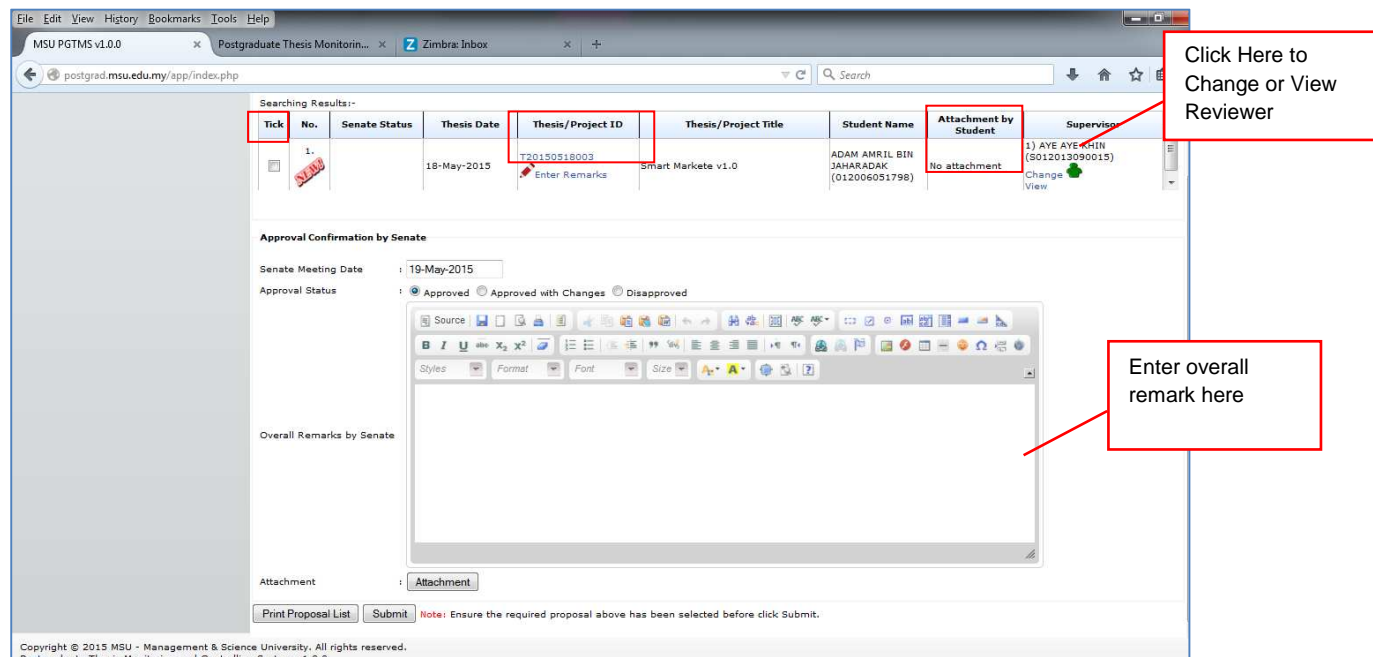 File Edit View History Bookmarks Tools Help
MSU PGTMS v1.0.0 × Postgraduate Thesis Monitorin... × Z Zimbra: Inbox × +
postgrad.msu.edu.my/app/index.php Search
Click Here to
Change or View
Reviewer
Searching Results:-
Tick No. Senate Status Thesis Date Thesis/Project ID Thesis/Project Title Student Name Attachment by Student Supervisor
1. NEW! 18-May-2015 T20150518003 Smart Markete v1.0 ADAM AMRIL BIN JAHARADAK (012006051798) No attachment 1) AYE AYE KHIN (S012013090015)
Enter Remarks Change
View
Approval Confirmation by Senate
Senate Meeting Date : 19-May-2015
Approval Status : Approved Approved with Changes Disapproved
Source
B I U abc X₂ X²
Styles Format Font Size A A
Enter overall
remark here
Overall Remarks by Senate
Attachment : Attachment
Print Proposal List Submit Note: Ensure the required proposal above has been selected before click Submit.
Copyright © 2015 MSU - Management & Science University. All rights reserved.